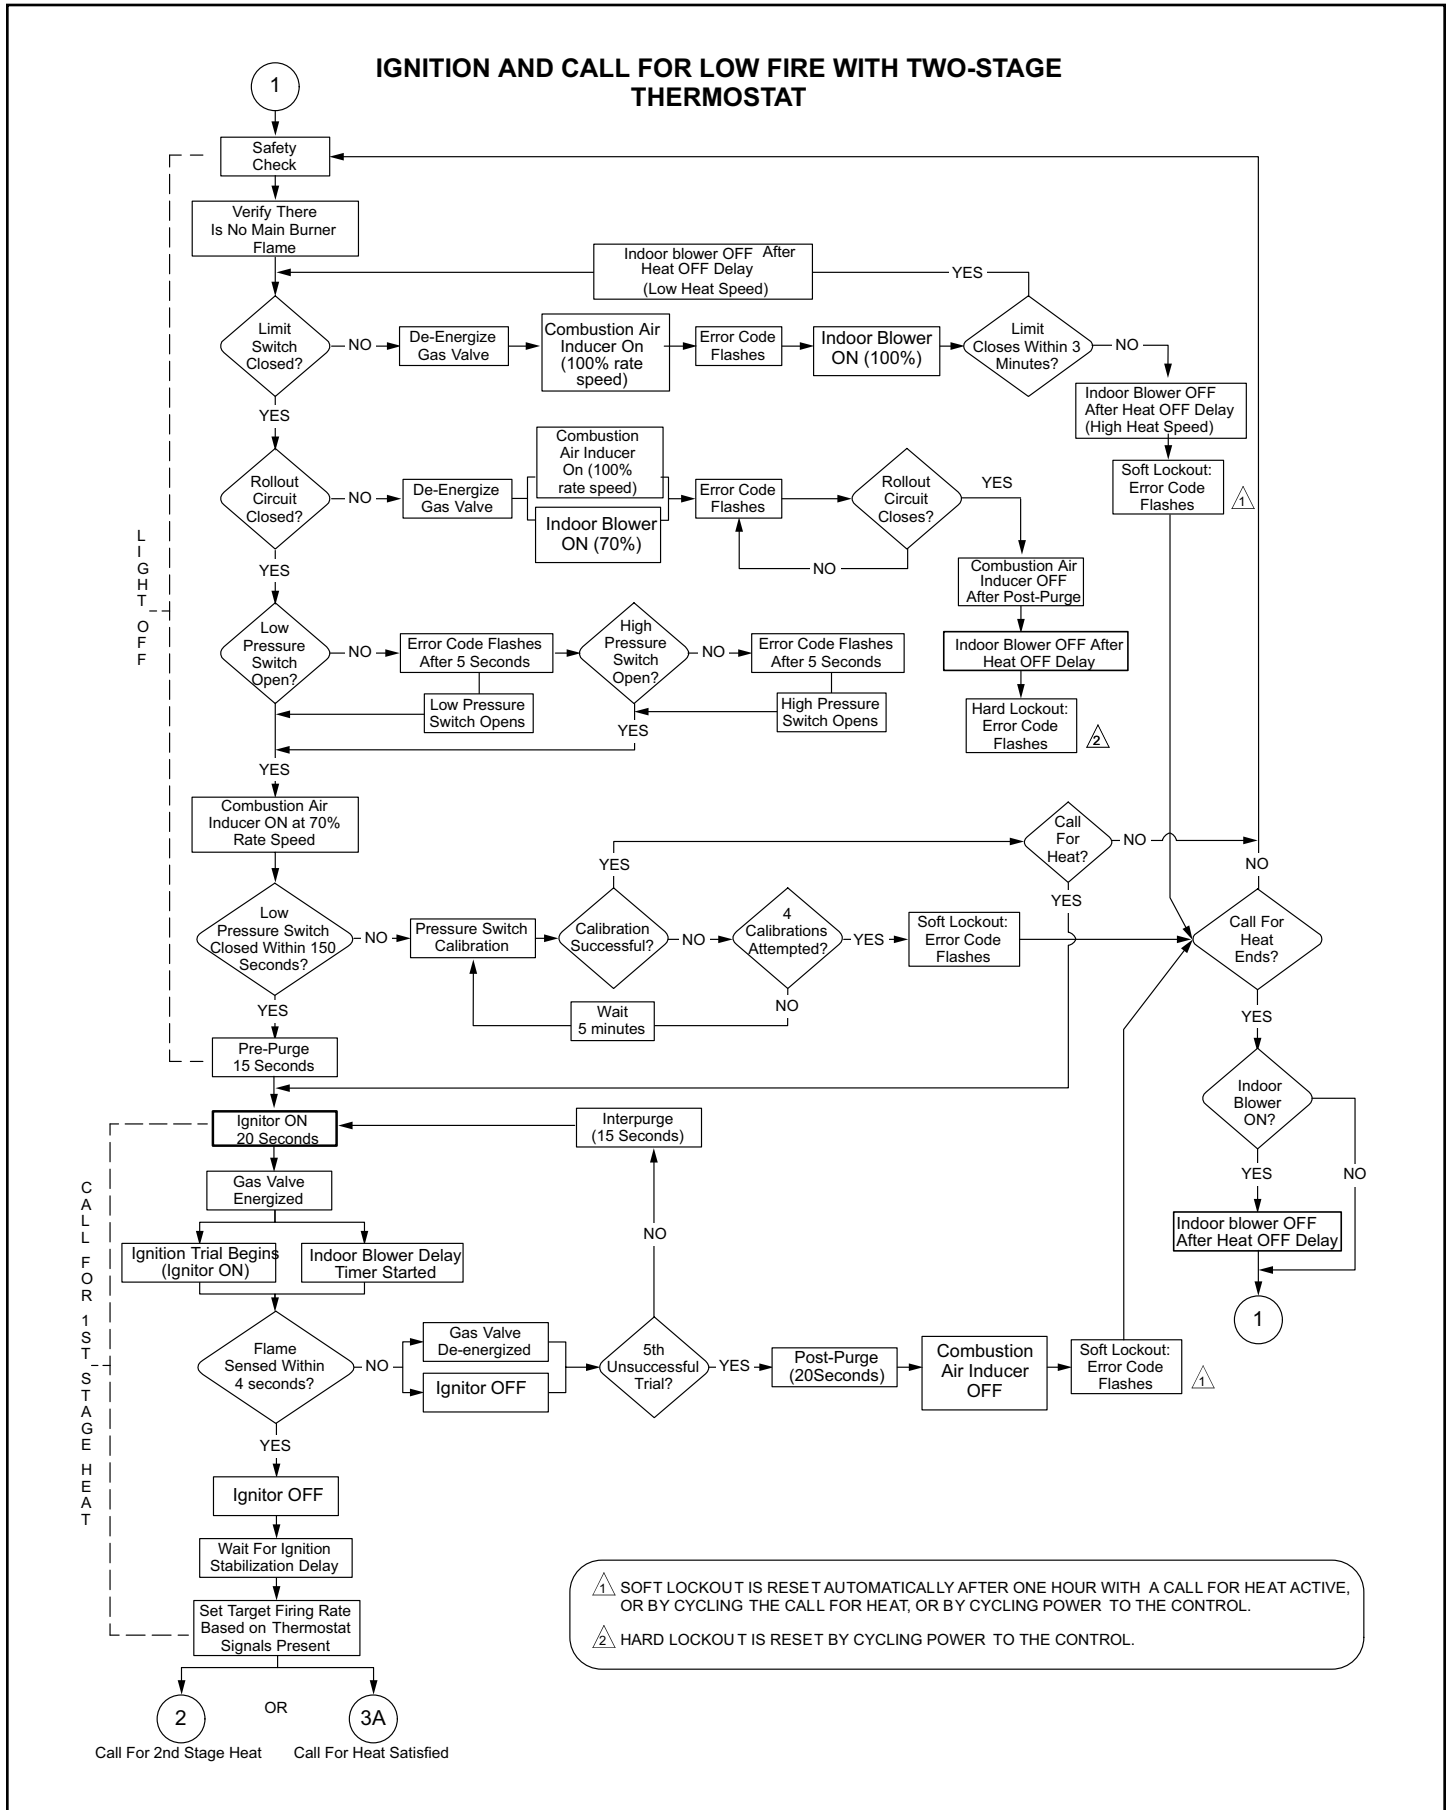 IGNITION AND CALL FOR LOW FIRE WITH TWO-STAGE
THERMOSTAT
1
Safety
Check
Verify There
Is No Main Burner
Flame
Indoor blower OFF After
Heat OFF Delay
(Low Heat Speed)
YES
Limit
Switch
Closed?
NO
De-Energize
Gas Valve
Combustion Air
Inducer On
(100% rate
speed)
Error Code
Flashes
Indoor Blower
ON (100%)
Limit
Closes Within 3
Minutes?
NO
Indoor Blower OFF
After Heat OFF Delay
(High Heat Speed)
Soft Lockout:
Error Code
Flashes
1
YES
Rollout
Circuit
Closed?
NO
De-Energize
Gas Valve
Combustion
Air Inducer
On (100%
rate speed)
Indoor Blower
ON (70%)
Error Code
Flashes
Rollout
Circuit
Closes?
NO
YES
Combustion Air
Inducer OFF
After Post-Purge
Indoor Blower OFF After
Heat OFF Delay
Hard Lockout:
Error Code
Flashes
2
LIGHT OFF
YES
Low
Pressure
Switch
Open?
NO
Error Code Flashes
After 5 Seconds
Low Pressure
Switch Opens
High
Pressure
Switch
Open?
NO
Error Code Flashes
After 5 Seconds
High Pressure
Switch Opens
YES
YES
Combustion Air
Inducer ON at 70%
Rate Speed
Low
Pressure Switch
Closed Within 150
Seconds?
NO
Pressure Switch
Calibration
Calibration
Successful?
YES
NO
4
Calibrations
Attempted?
YES
NO
Wait
5 minutes
Soft Lockout:
Error Code
Flashes
Call
For
Heat?
NO
YES
NO
Call For
Heat
Ends?
YES
Indoor
Blower
ON?
YES
NO
Indoor blower OFF
After Heat OFF Delay
1
YES
Pre-Purge
15 Seconds
Ignitor ON
20 Seconds
Interpurge
(15 Seconds)
Gas Valve
Energized
CALL FOR 1ST STAGE HEAT
Ignition Trial Begins
(Ignitor ON)
Indoor Blower Delay
Timer Started
NO
Flame
Sensed Within
4 seconds?
NO
Gas Valve
De-energized
Ignitor OFF
5th
Unsuccessful
Trial?
YES
Post-Purge
(20Seconds)
Combustion
Air Inducer
OFF
Soft Lockout:
Error Code
Flashes
1
YES
Ignitor OFF
Wait For Ignition
Stabilization Delay
Set Target Firing Rate
Based on Thermostat
Signals Present
2
OR
3A
Call For 2nd Stage Heat
Call For Heat Satisfied
1 SOFT LOCKOUT IS RESET AUTOMATICALLY AFTER ONE HOUR WITH A CALL FOR HEAT ACTIVE,
OR BY CYCLING THE CALL FOR HEAT, OR BY CYCLING POWER TO THE CONTROL.
2 HARD LOCKOUT IS RESET BY CYCLING POWER TO THE CONTROL.